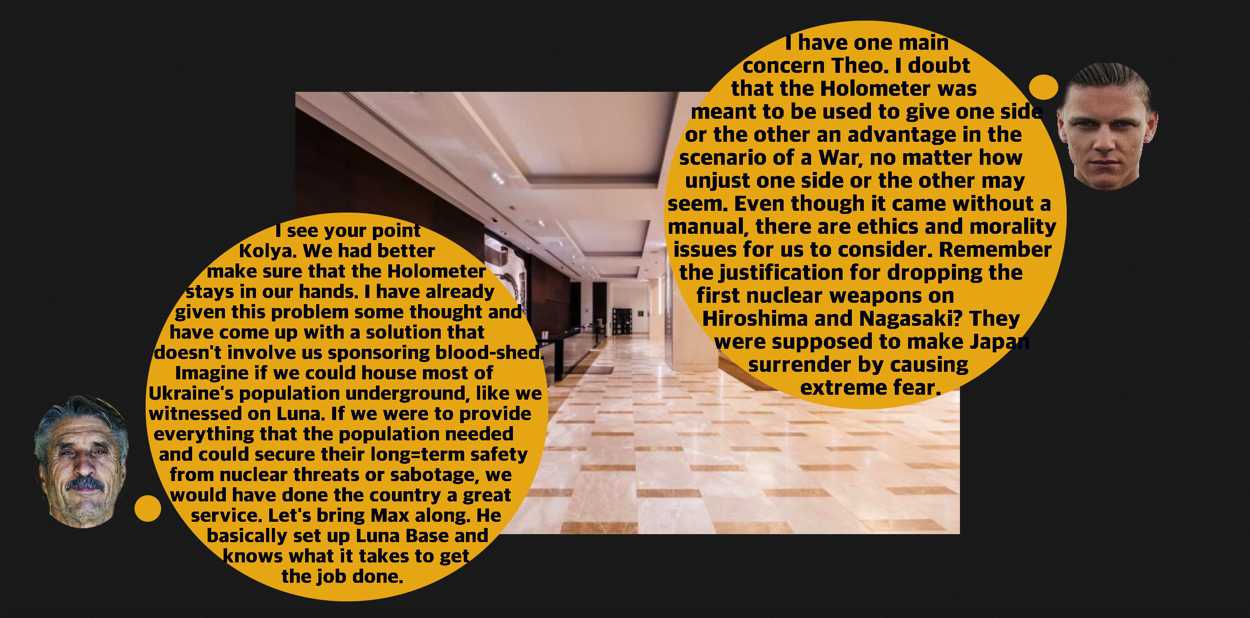 I have one main
concern Theo. I doubt
that the Holometer was
meant to be used to give one side
or the other an advantage in the
scenario of a War, no matter how
unjust one side or the other may
seem. Even though it came without a
manual, there are ethics and morality
issues for us to consider. Remember
the justification for dropping the
first nuclear weapons on
Hiroshima and Nagasaki? They
were supposed to make Japan
surrender by causing
extreme fear.
I see your point
Kolya. We had better
make sure that the Holometer
stays in our hands. I have already
given this problem some thought and
have come up with a solution that
doesn't involve us sponsoring blood-shed.
Imagine if we could house most of
Ukraine's population underground, like we
witnessed on Luna. If we were to provide
everything that the population needed
and could secure their long=term safety
from nuclear threats or sabotage, we
would have done the country a great
service. Let's bring Max along. He
basically set up Luna Base and
knows what it takes to get
the job done.